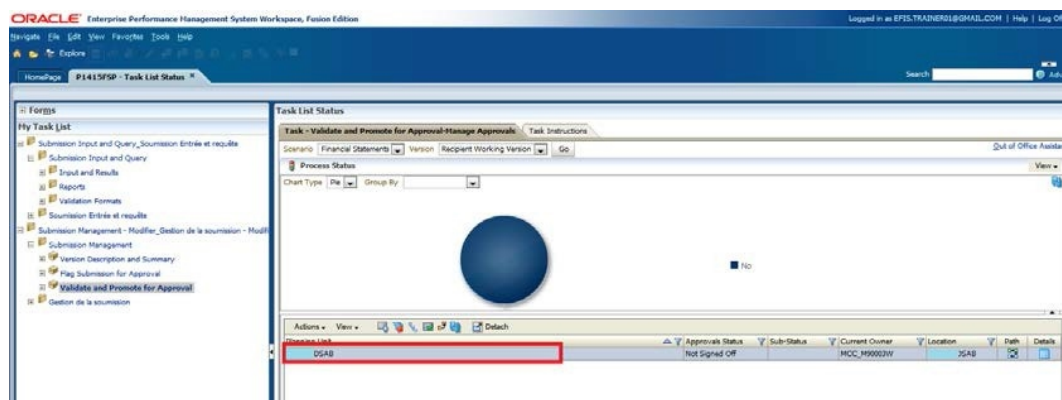 ORACLE Enterprise Performance Management System Workspace, Fusion Edition
Logged in as EFIS.TRAINER01@GMAIL.COM | Help | Log Of
Navigate File Edit View Favorites Tools Help
Explore
HomePage P1415FSP - Task List Status
Search
Forms
My Task List
Submission Input and Query_Soumission Entrée et requête
Submission Input and Query
Input and Results
Reports
Validation Formats
Soumission Entrée et requête
Submission Management - Modifier_Gestion de la soumission - Modifi
Submission Management
Version Description and Summary
Flag Submission for Approval
Validate and Promote for Approval
Gestion de la soumission
Task List Status
Task - Validate and Promote for Approval-Manage Approvals Task Instructions
Scenario Financial Statements Version Recipient Working Version Go
Out of Office Assista
Process Status
View
Chart Type Pie Group By
No
Actions View Detach
Planning Unit Approvals Status Sub-Status Current Owner Location Path Details
DSAB Not Signed Off MCC_M90003W JSAB